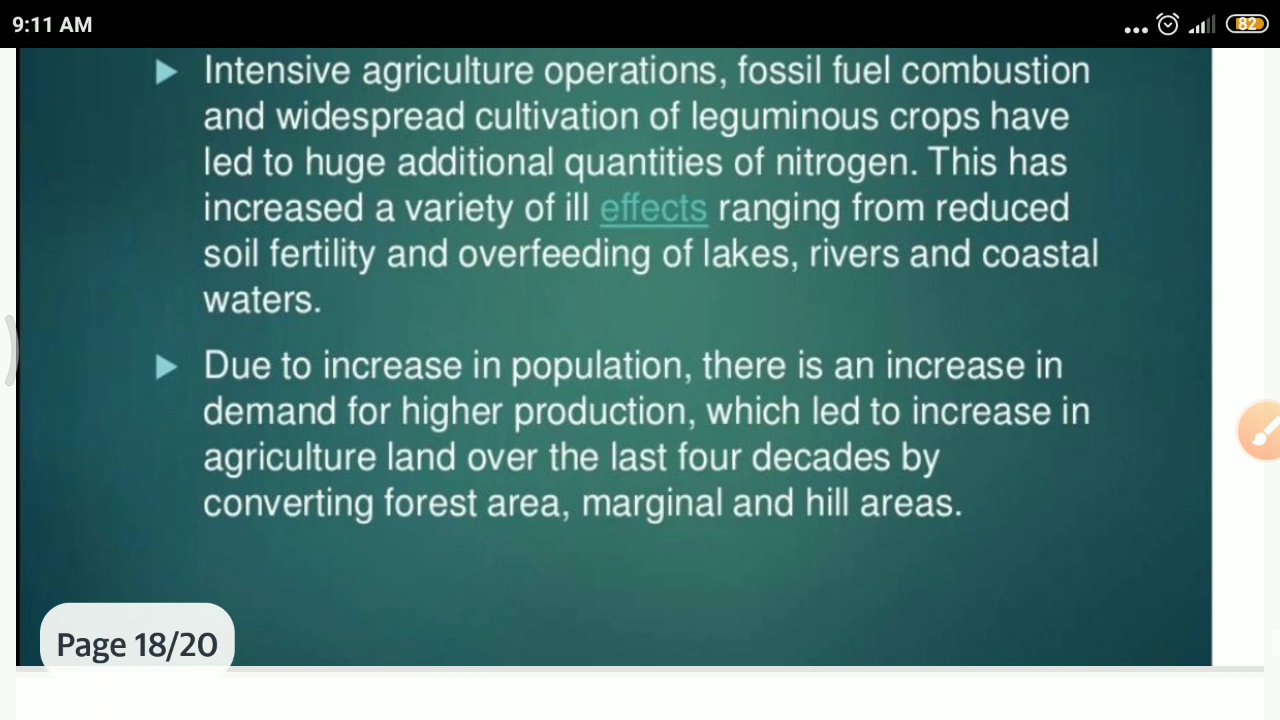 9:11 AM
82
Intensive agriculture operations, fossil fuel combustion
and widespread cultivation of leguminous crops have
led to huge additional quantities of nitrogen. This has
increased a variety of ill effects ranging from reduced
soil fertility and overfeeding of lakes, rivers and coastal
waters.
Due to increase in population, there is an increase in
demand for higher production, which led to increase in
agriculture land over the last four decades by
converting forest area, marginal and hill areas.
Page 18/20